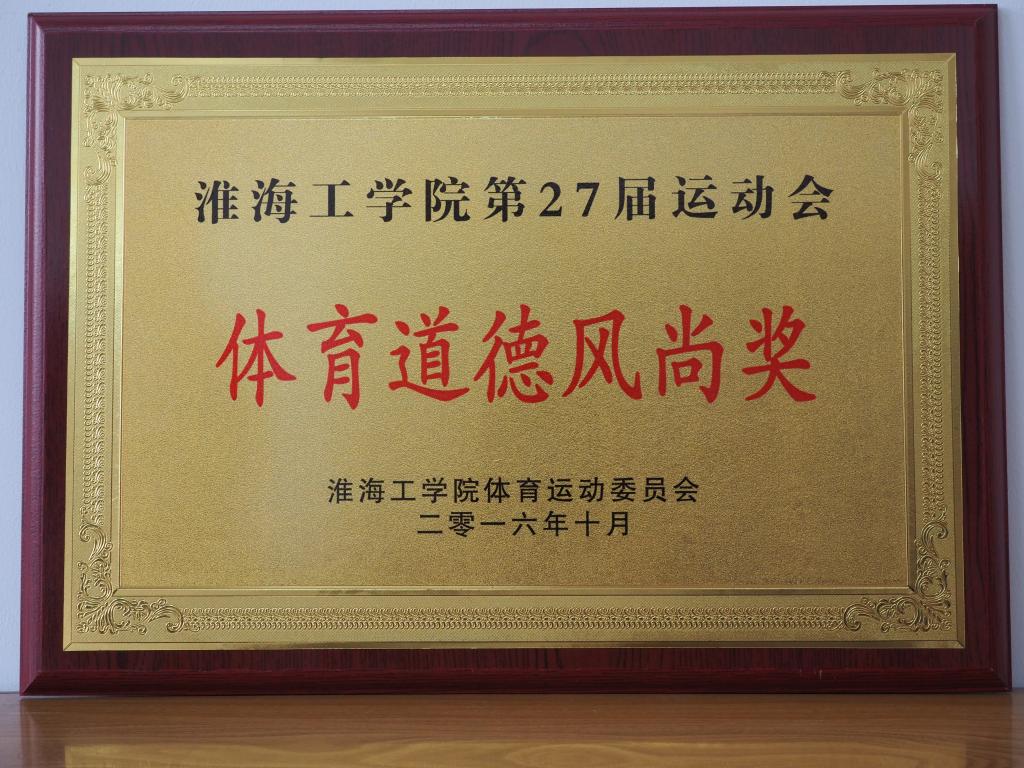 淮海工学院第27届运动会
体育道德风尚奖
淮海工学院体育运动委员会
二零一六年十月